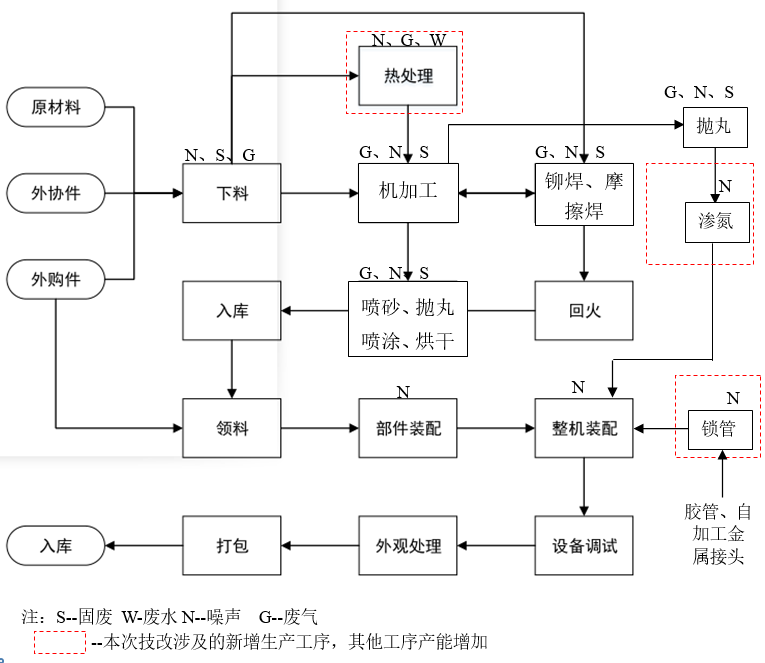 N、G、W
热处理
G、N、S
原材料
抛丸
N、S、G
G、N、S
G、N、S
外协件
下料
机加工
铆焊、摩
擦焊
N
渗氮
外购件
G、N、S
入库
喷砂、抛丸
喷涂、烘干
回火
N
N
N
领料
部件装配
整机装配
锁管
胶管、自
加工金
属接头
入库
打包
外观处理
设备调试
注：S--固废 W-废水 N--噪声 G--废气
--本次技改涉及的新增生产工序，其他工序产能增加